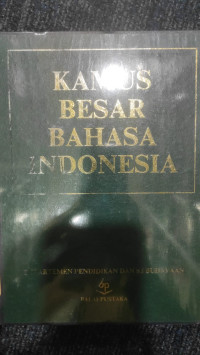 KAMUS
BESAR
BAHASA
INDONESIA
DEPARTEMEN PENDIDIKAN DAN KEBUDAYAAN
BALAI PUSTAKA